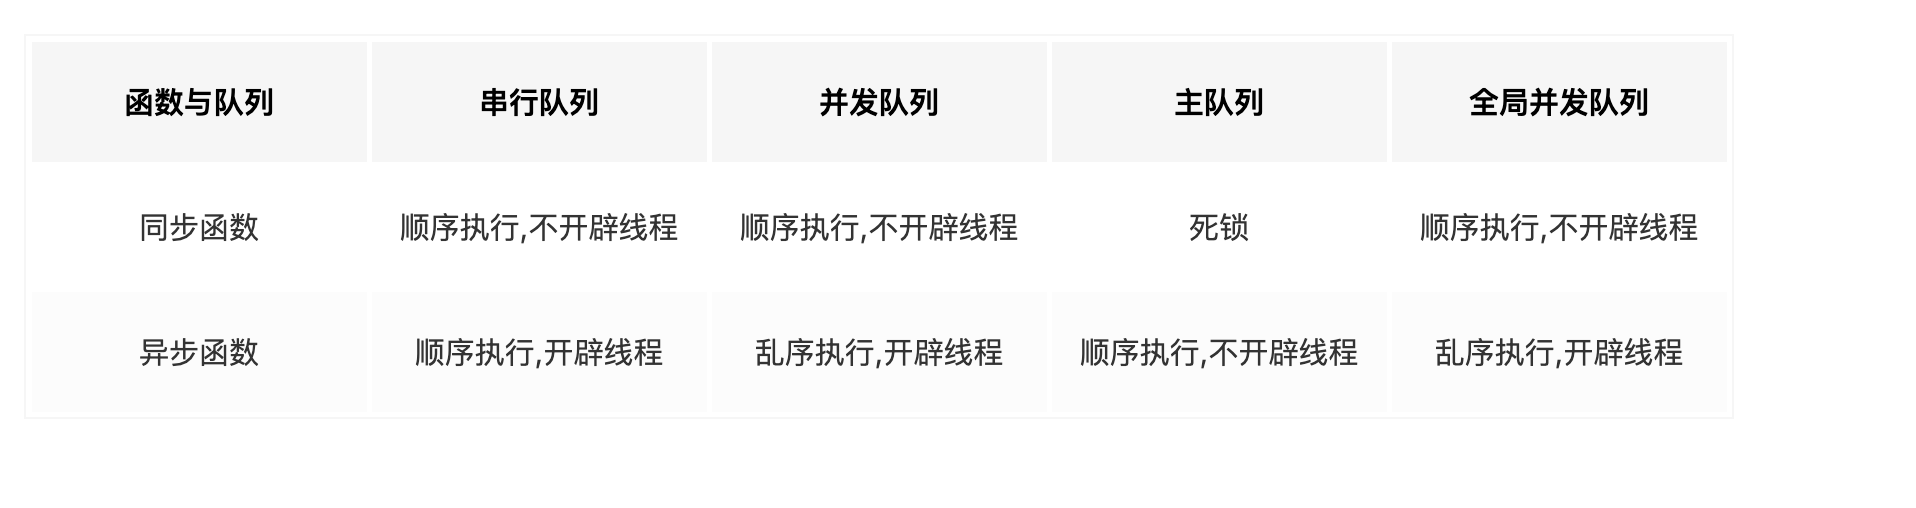 函数与队列 串行队列 并发队列 主队列 全局并发队列
同步函数 顺序执行,不开辟线程 顺序执行,不开辟线程 死锁 顺序执行,不开辟线程
异步函数 顺序执行,开辟线程 乱序执行,开辟线程 顺序执行,不开辟线程 乱序执行,开辟线程